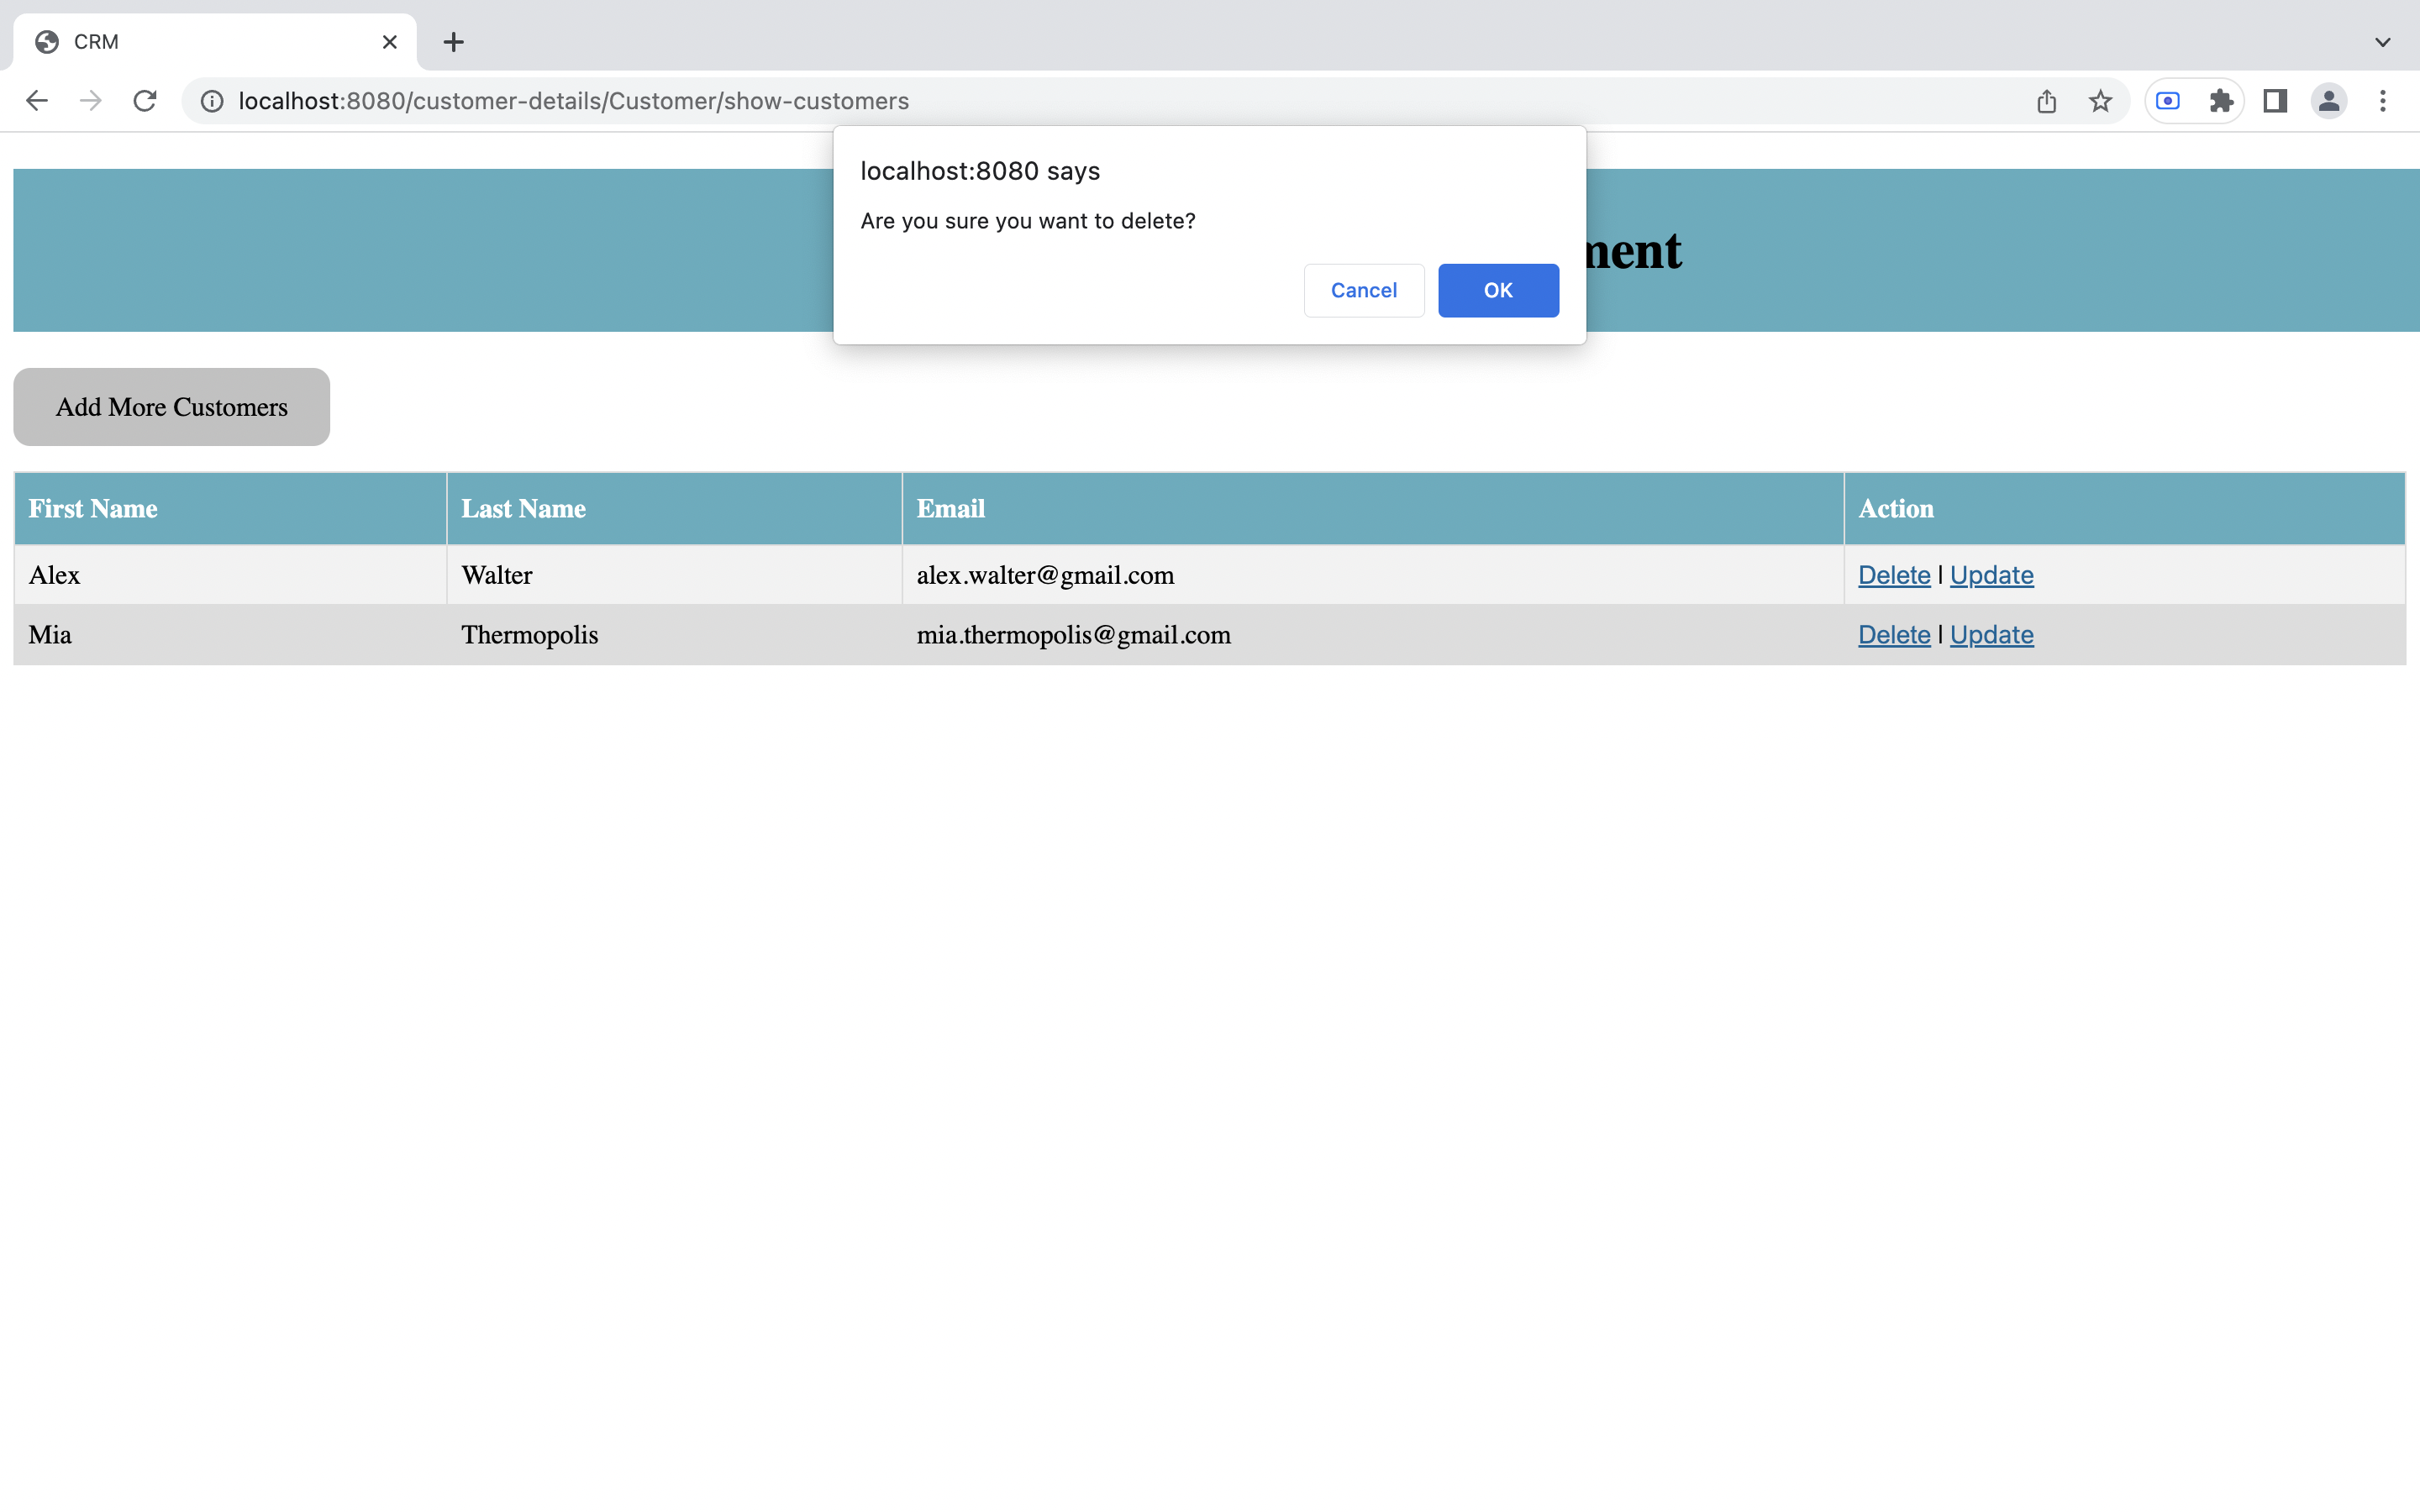 CRM
localhost:8080/customer-details/Customer/show-customers
localhost:8080 says
Are you sure you want to delete?
Cancel
OK
ment
Add More Customers
First Name Last Name Email Action
Alex Walter alex.walter@gmail.com Delete | Update
Mia Thermopolis mia.thermopolis@gmail.com Delete | Update